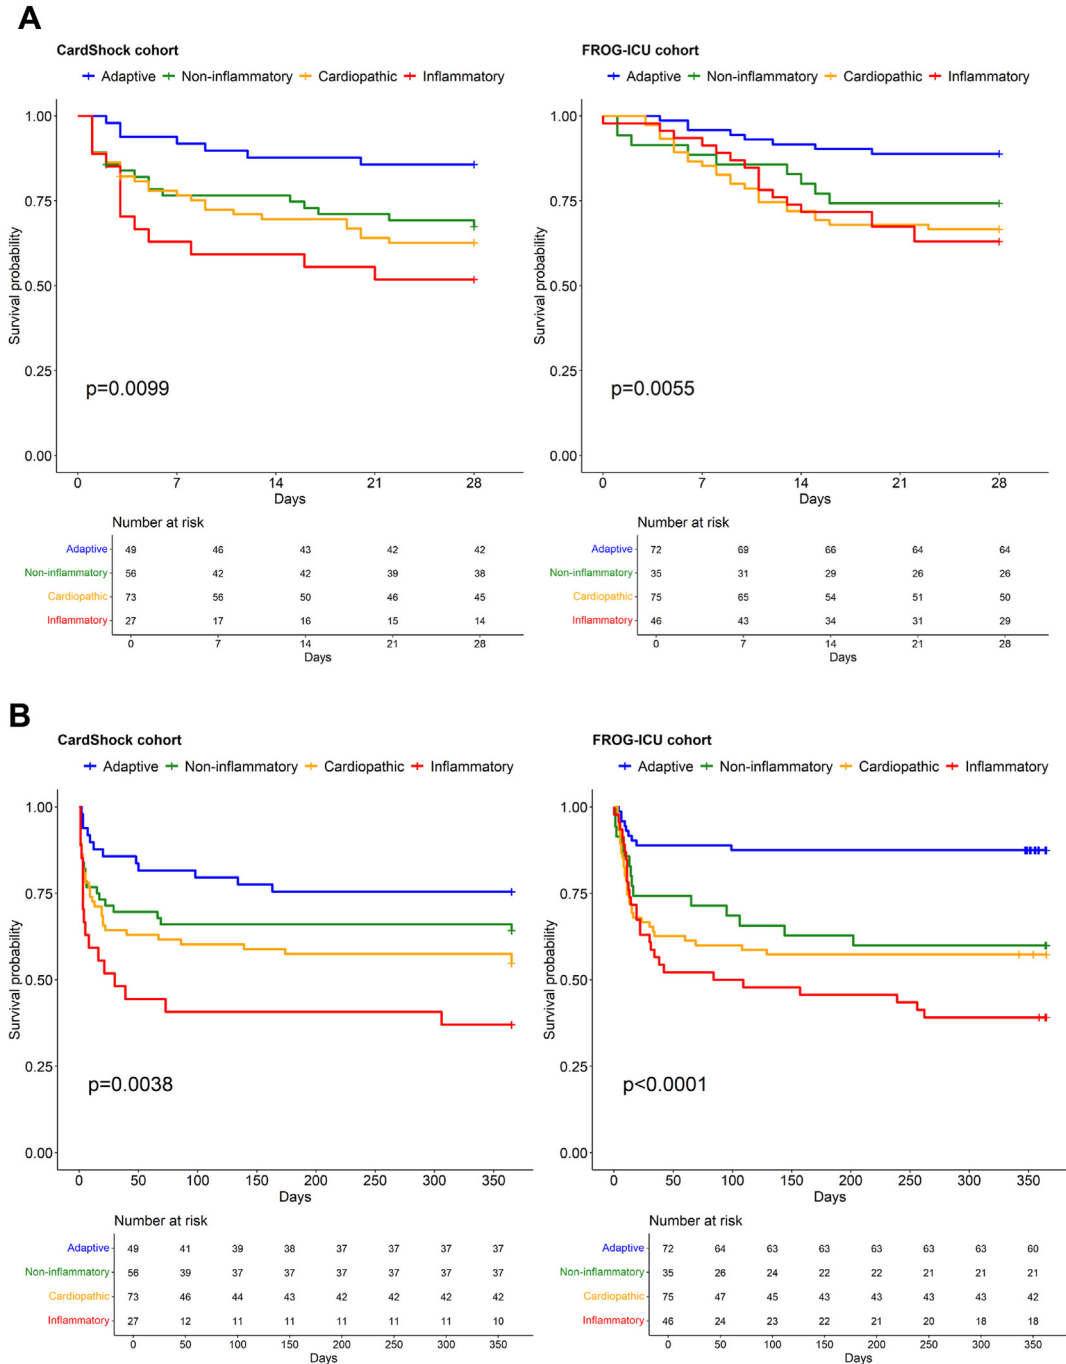 A
CardShock cohort
Adaptive Non-inflammatory Cardiopathic Inflammatory
Survival probability
1.00
0.75
0.50
0.25
0.00
p=0.0099
0 7 14 21 28
Days
Number at risk
Adaptive 49 46 43 42 42
Non-inflammatory 56 42 42 39 38
Cardiopathic 73 56 50 46 45
Inflammatory 27 17 16 15 14
0 7 14 21 28
Days
FROG-ICU cohort
Adaptive Non-inflammatory Cardiopathic Inflammatory
Survival probability
1.00
0.75
0.50
0.25
0.00
p=0.0055
0 7 14 21 28
Days
Number at risk
Adaptive 72 69 66 64 64
Non-inflammatory 35 31 29 26 26
Cardiopathic 75 65 54 51 50
Inflammatory 46 43 34 31 29
0 7 14 21 28
Days
B
CardShock cohort
Adaptive Non-inflammatory Cardiopathic Inflammatory
Survival probability
1.00
0.75
0.50
0.25
0.00
p=0.0038
0 50 100 150 200 250 300 350
Days
Number at risk
Adaptive 49 41 39 38 37 37 37 37
Non-inflammatory 56 39 37 37 37 37 37 37
Cardiopathic 73 46 44 43 42 42 42 42
Inflammatory 27 12 11 11 11 11 11 10
0 50 100 150 200 250 300 350
Days
FROG-ICU cohort
Adaptive Non-inflammatory Cardiopathic Inflammatory
Survival probability
1.00
0.75
0.50
0.25
0.00
p<0.0001
0 50 100 150 200 250 300 350
Days
Number at risk
Adaptive 72 64 63 63 63 63 63 60
Non-inflammatory 35 26 24 22 22 21 21 21
Cardiopathic 75 47 45 43 43 43 43 42
Inflammatory 46 24 23 22 21 20 18 18
0 50 100 150 200 250 300 350
Days